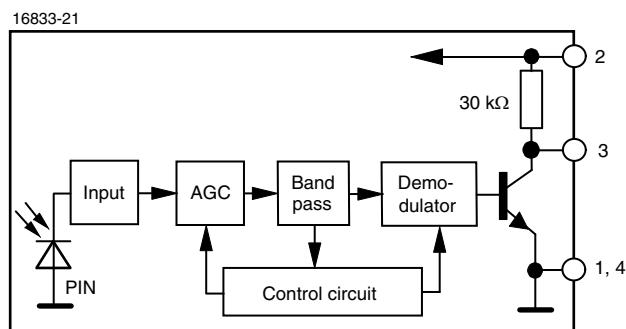 16833-21
2
30 kΩ
3
Input
AGC
Band
pass
Demo-
dulator
1, 4
PIN
Control circuit